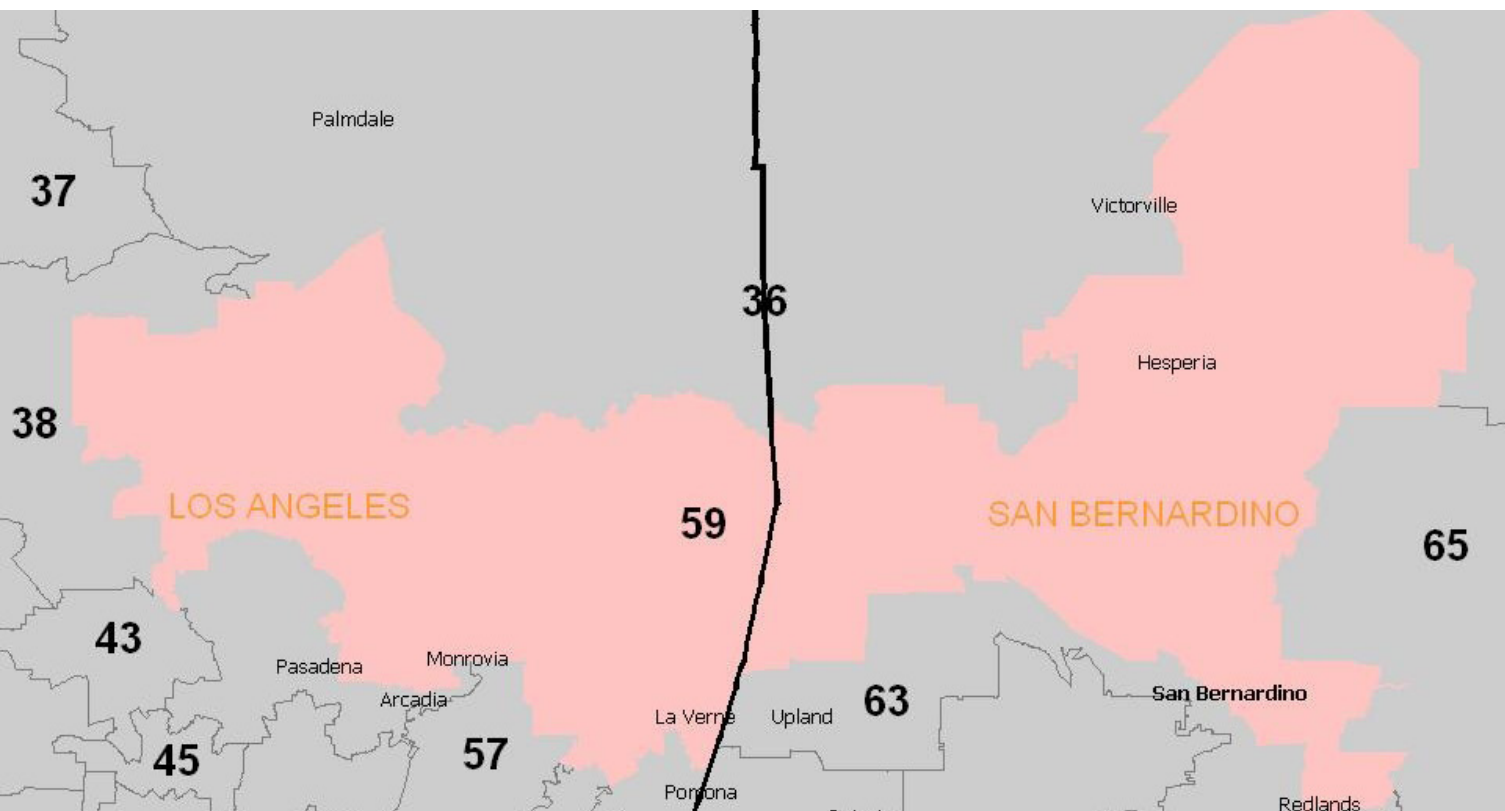 Palmdale
37
Victorville
36
Hesperia
38
LOS ANGELES
59
SAN BERNARDINO
65
43
Pasadena
Monrovia
Arcadia
La Verne
Upland
63
San Bernardino
45
57
Pomona
Redlands